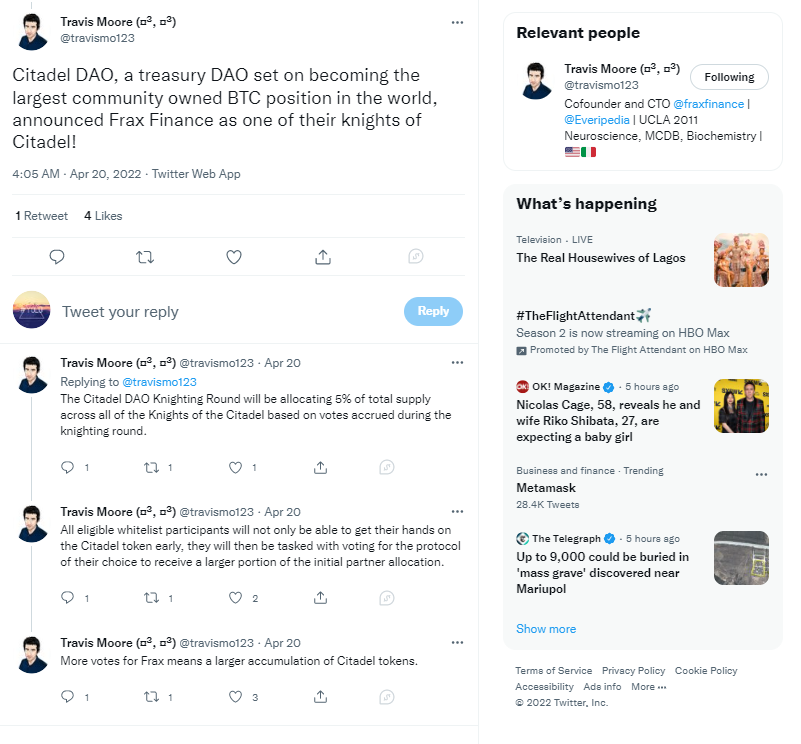 Travis Moore (¤³, ¤³)
@travismo123
Citadel DAO, a treasury DAO set on becoming the
largest community owned BTC position in the world,
announced Frax Finance as one of their knights of
Citadel!
4:05 AM · Apr 20, 2022 · Twitter Web App
1 Retweet 4 Likes
Tweet your reply
Reply
Travis Moore (¤³, ¤³) @travismo123 · Apr 20
Replying to @travismo123
The Citadel DAO Knighting Round will be allocating 5% of total supply
across all of the Knights of the Citadel based on votes accrued during the
knighting round.
1 1 1
Travis Moore (¤³, ¤³) @travismo123 · Apr 20
All eligible whitelist participants will not only be able to get their hands on
the Citadel token early, they will then be tasked with voting for the protocol
of their choice to receive a larger portion of the initial partner allocation.
1 1 2
Travis Moore (¤³, ¤³) @travismo123 · Apr 20
More votes for Frax means a larger accumulation of Citadel tokens.
1 1 3
Relevant people
Travis Moore (¤³, ¤³)
@travismo123
Following
Cofounder and CTO @fraxfinance |
@Everipedia | UCLA 2011
Neuroscience, MCDB, Biochemistry |
What's happening
Television · LIVE
The Real Housewives of Lagos
#TheFlightAttendant
Season 2 is now streaming on HBO Max
Promoted by The Flight Attendant on HBO Max
OK! OK! Magazine · 5 hours ago
Nicolas Cage, 58, reveals he and
wife Riko Shibata, 27, are
expecting a baby girl
Business and finance · Trending
Metamask
28.4K Tweets
The Telegraph · 5 hours ago
Up to 9,000 could be buried in
'mass grave' discovered near
Mariupol
Show more
Terms of Service Privacy Policy Cookie Policy
Accessibility Ads info More ···
© 2022 Twitter, Inc.